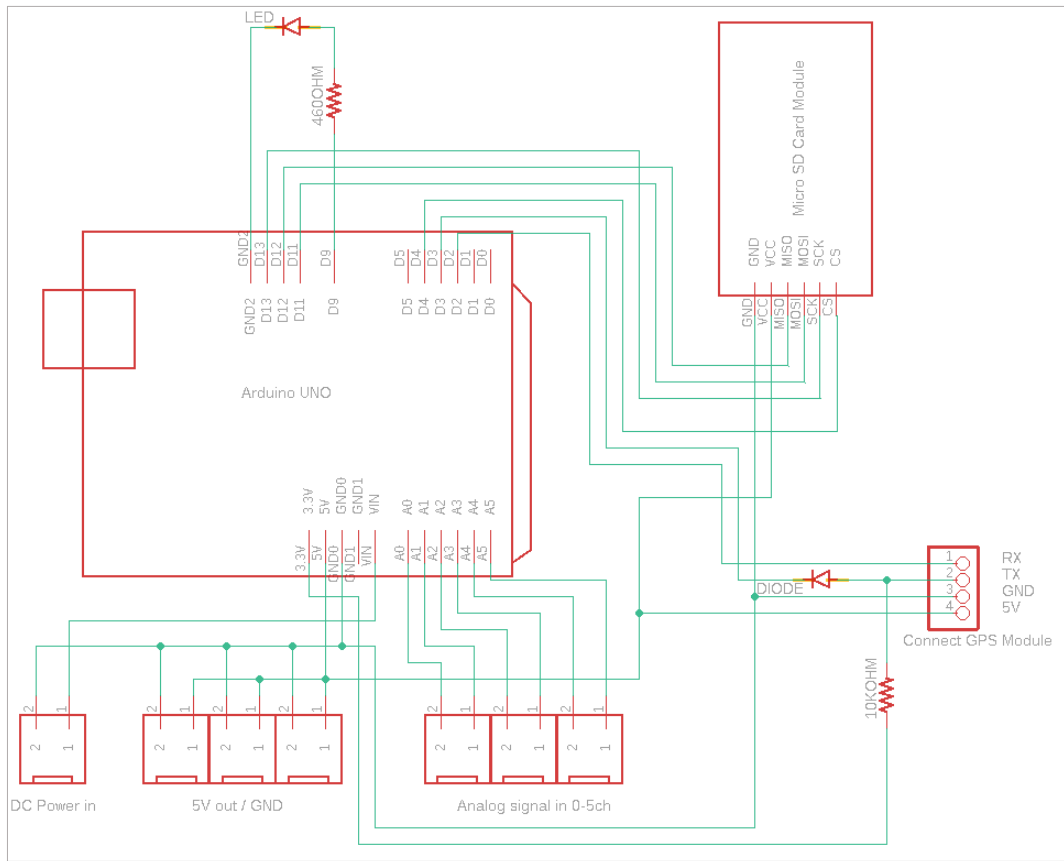 LED
460OHM
Micro SD Card Module
GND VCC MISO MOSI SCK CS
GND VCC MISO MOSI SCK CS
GND2 D13 D12 D11 D9 D5 D4 D3 D2 D1 D0
GND2 D13 D12 D11 D9 D5 D4 D3 D2 D1 D0
Arduino UNO
3.3V 5V GND0 GND1 VIN A0 A1 A2 A3 A4 A5
3.3V 5V GND0 GND1 VIN A0 A1 A2 A3 A4 A5
1 RX
2 TX
3 GND
4 5V
DIODE
Connect GPS Module
10KOHM
2 1 2 1 2 1 2 1 2 1 2 1 2 1
2 1 2 1 2 1 2 1 2 1 2 1 2 1
DC Power in
5V out / GND
Analog signal in 0-5ch